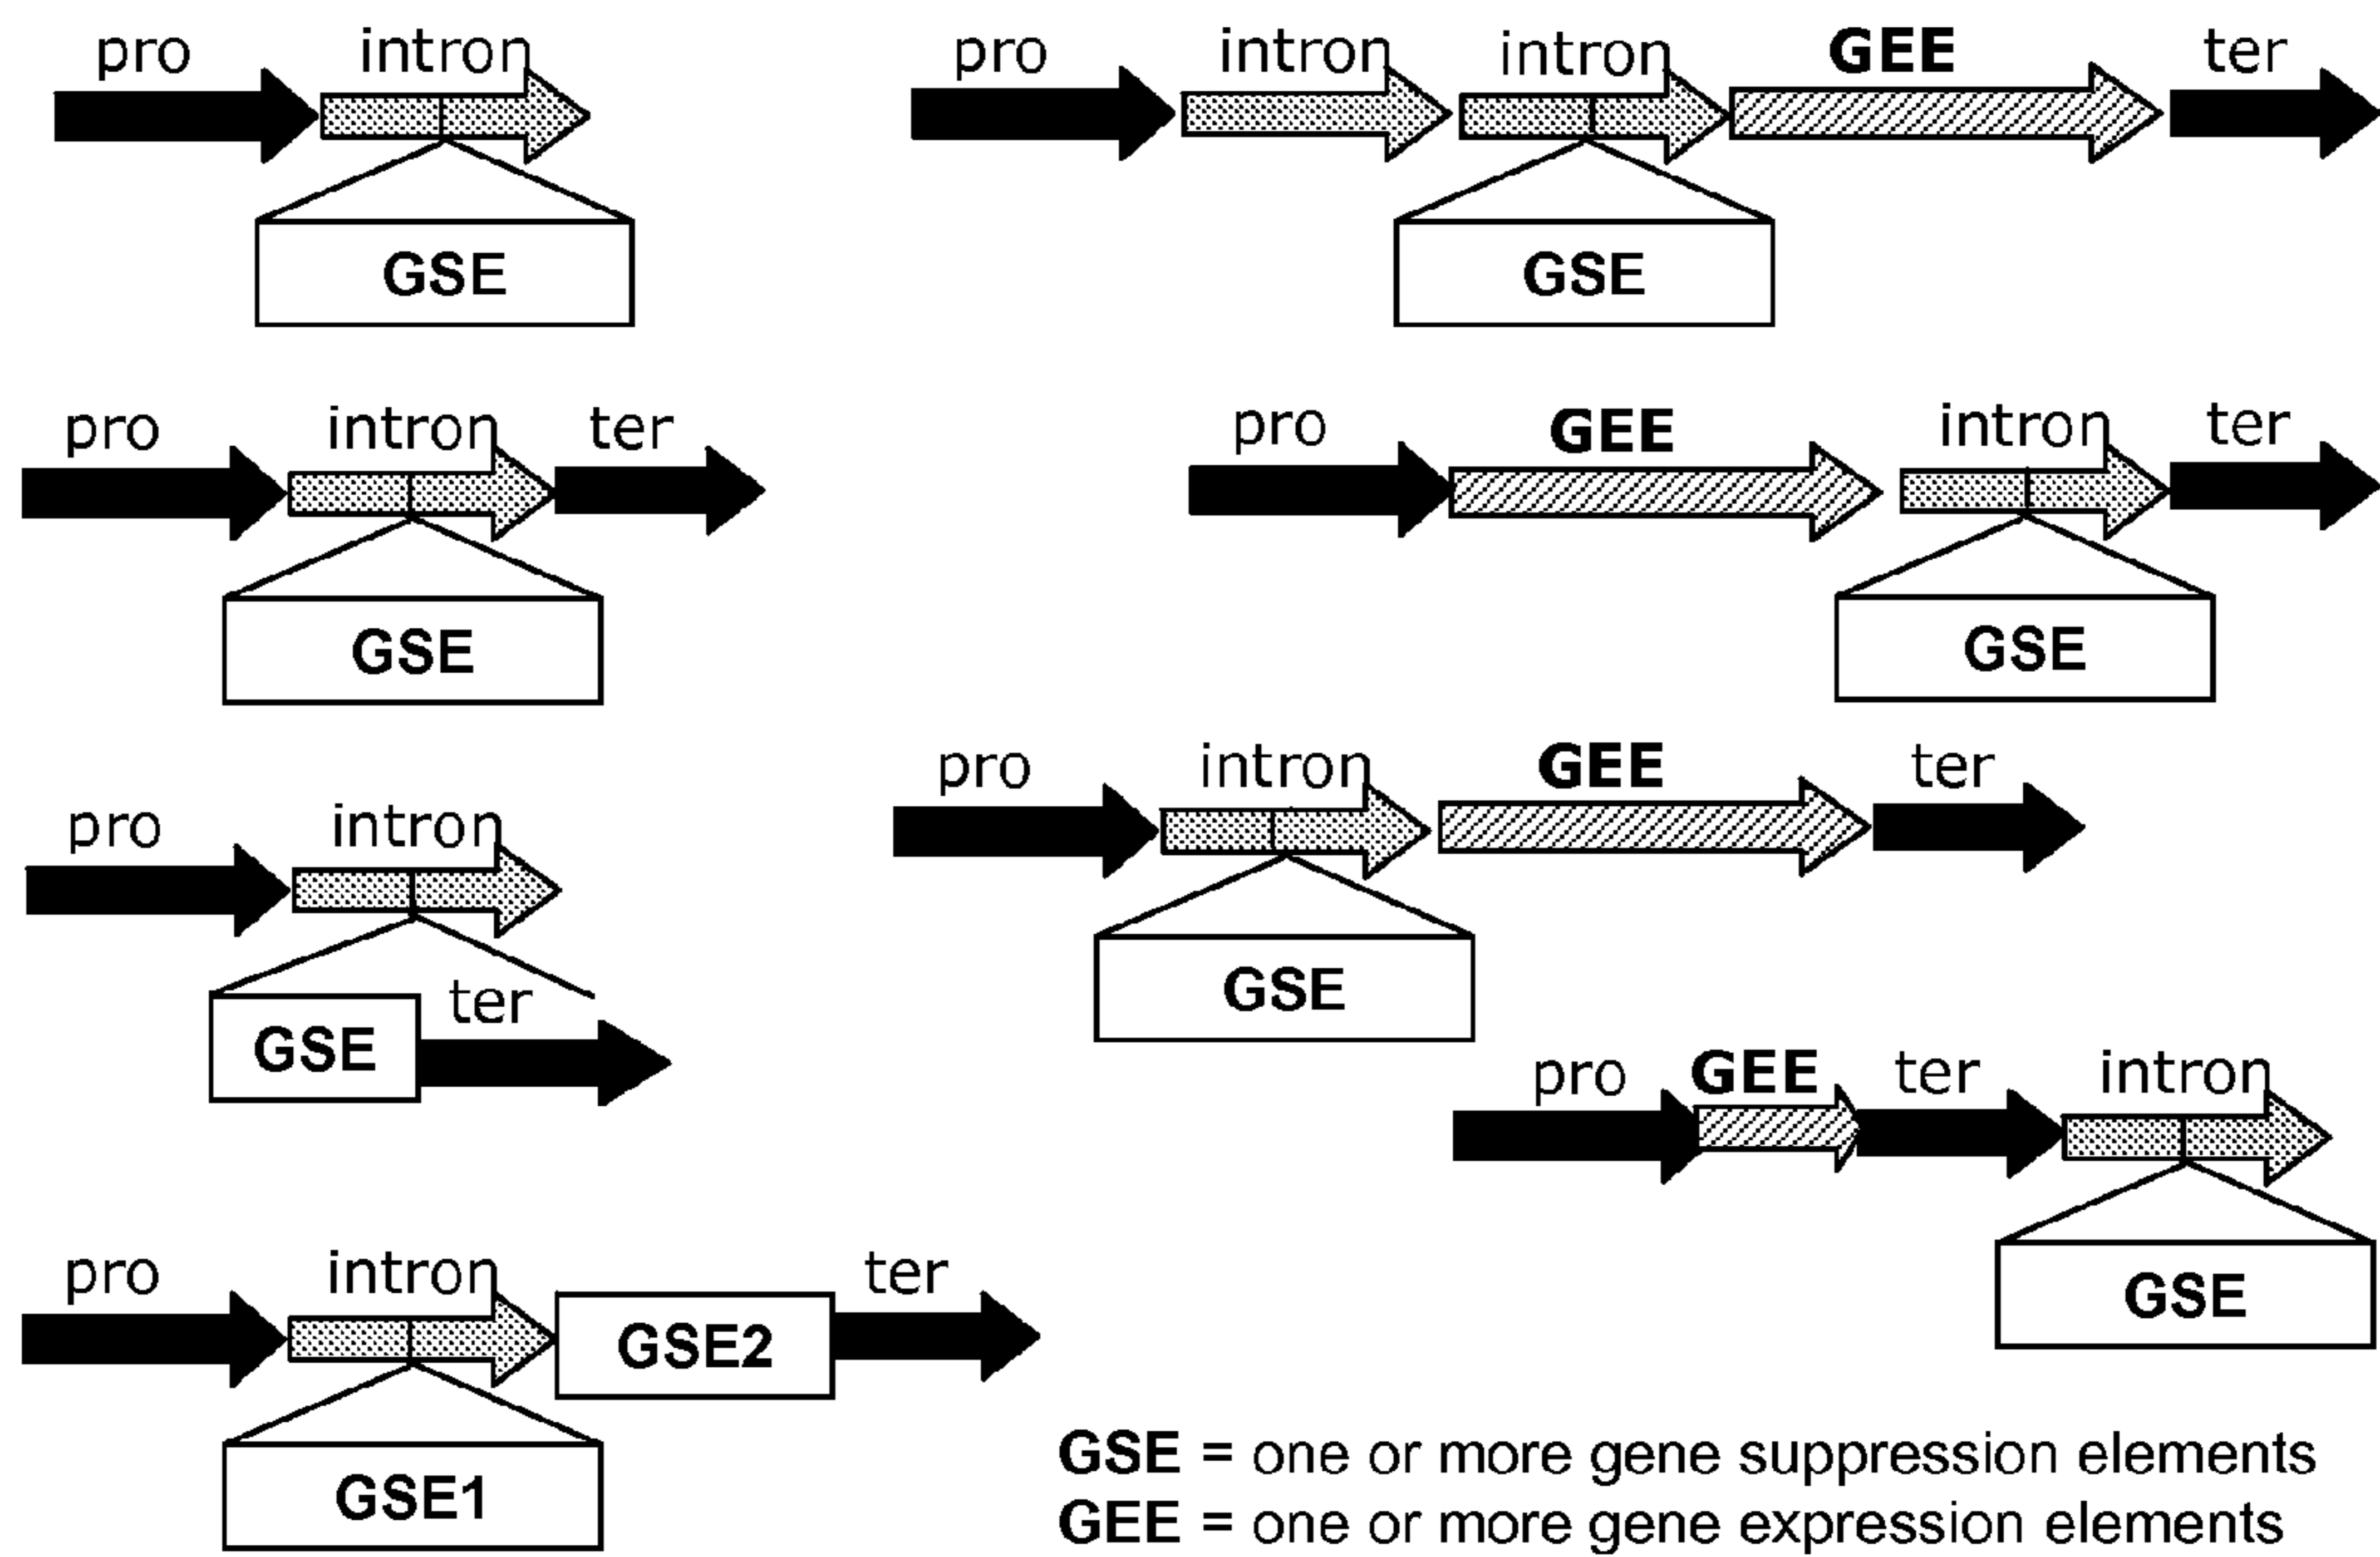 pro intron
GSE
pro intron intron GEE ter
GSE
pro intron ter
GSE
pro GEE intron ter
GSE
pro intron
GSE ter
pro intron GEE ter
GSE
pro GEE ter intron
GSE
pro intron GSE2 ter
GSE1
GSE = one or more gene suppression elements
GEE = one or more gene expression elements